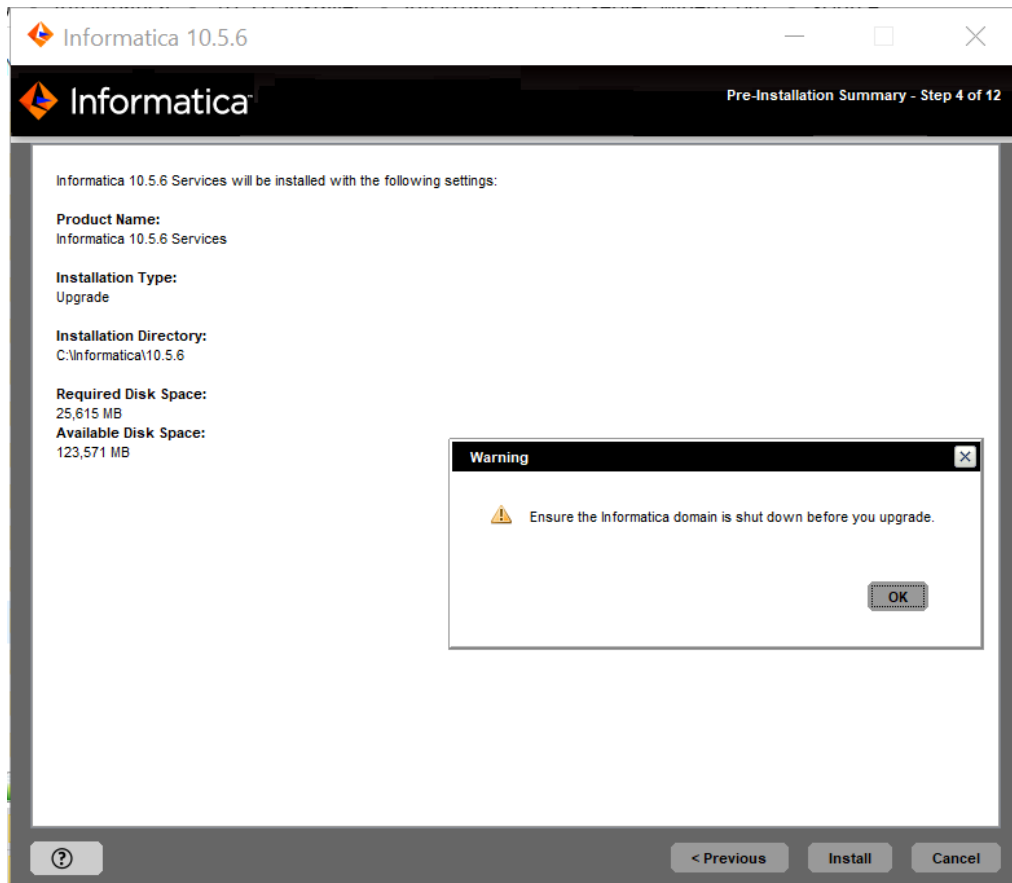 Informatica 10.5.6
Informatica
Pre-Installation Summary - Step 4 of 12
Informatica 10.5.6 Services will be installed with the following settings:
Product Name:
Informatica 10.5.6 Services
Installation Type:
Upgrade
Installation Directory:
C:\Informatica\10.5.6
Required Disk Space:
25,615 MB
Available Disk Space:
123,571 MB
Warning
Ensure the Informatica domain is shut down before you upgrade.
OK
< Previous
Install
Cancel